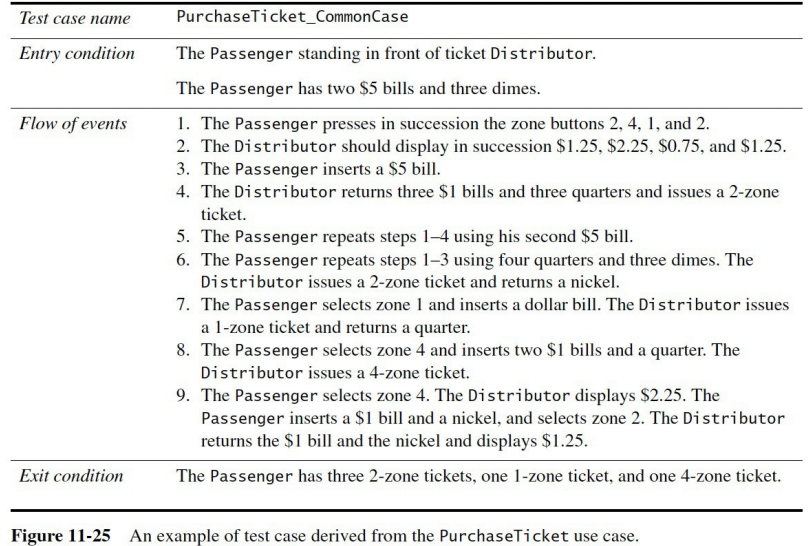 Test case name PurchaseTicket_CommonCase
Entry condition The Passenger standing in front of ticket Distributor.
The Passenger has two $5 bills and three dimes.
Flow of events 1. The Passenger presses in succession the zone buttons 2, 4, 1, and 2.
2. The Distributor should display in succession $1.25, $2.25, $0.75, and $1.25.
3. The Passenger inserts a $5 bill.
4. The Distributor returns three $1 bills and three quarters and issues a 2-zone
ticket.
5. The Passenger repeats steps 1–4 using his second $5 bill.
6. The Passenger repeats steps 1–3 using four quarters and three dimes. The
Distributor issues a 2-zone ticket and returns a nickel.
7. The Passenger selects zone 1 and inserts a dollar bill. The Distributor issues
a 1-zone ticket and returns a quarter.
8. The Passenger selects zone 4 and inserts two $1 bills and a quarter. The
Distributor issues a 4-zone ticket.
9. The Passenger selects zone 4. The Distributor displays $2.25. The
Passenger inserts a $1 bill and a nickel, and selects zone 2. The Distributor
returns the $1 bill and the nickel and displays $1.25.
Exit condition The Passenger has three 2-zone tickets, one 1-zone ticket, and one 4-zone ticket.
Figure 11-25 An example of test case derived from the PurchaseTicket use case.